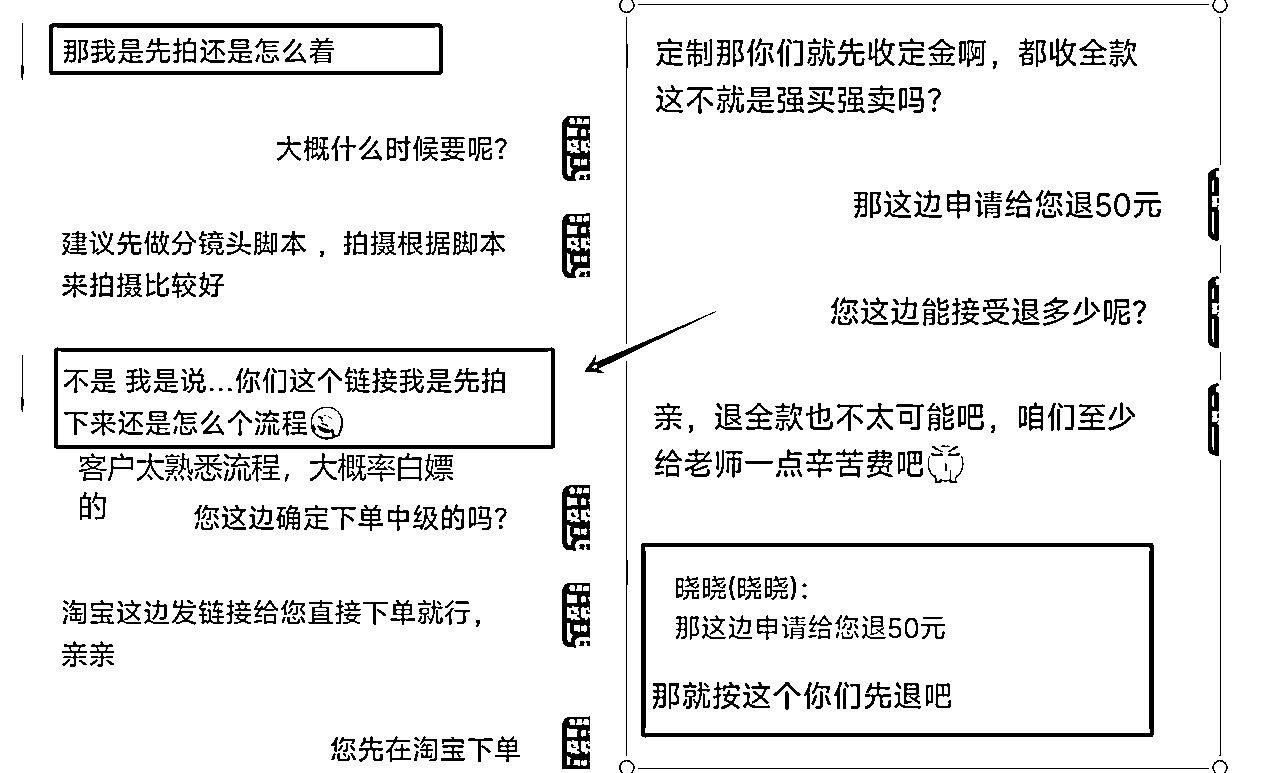 那我是先拍还是怎么着
大概什么时候要呢？
建议先做分镜头脚本 ，拍摄根据脚本
来拍摄比较好
不是 我是说...你们这个链接我是先拍
下来还是怎么个流程
客户太熟悉流程，大概率白嫖
的
您这边确定下单中级的吗？
淘宝这边发链接给您直接下单就行，
亲亲
您先在淘宝下单
定制那你们就先收定金啊，都收全款
这不就是强买强卖吗？
那这边申请给您退50元
您这边能接受退多少呢？
亲，退全款也不太可能吧，咱们至少
给老师一点辛苦费吧
晓晓(晓晓)：
那这边申请给您退50元
那就按这个你们先退吧